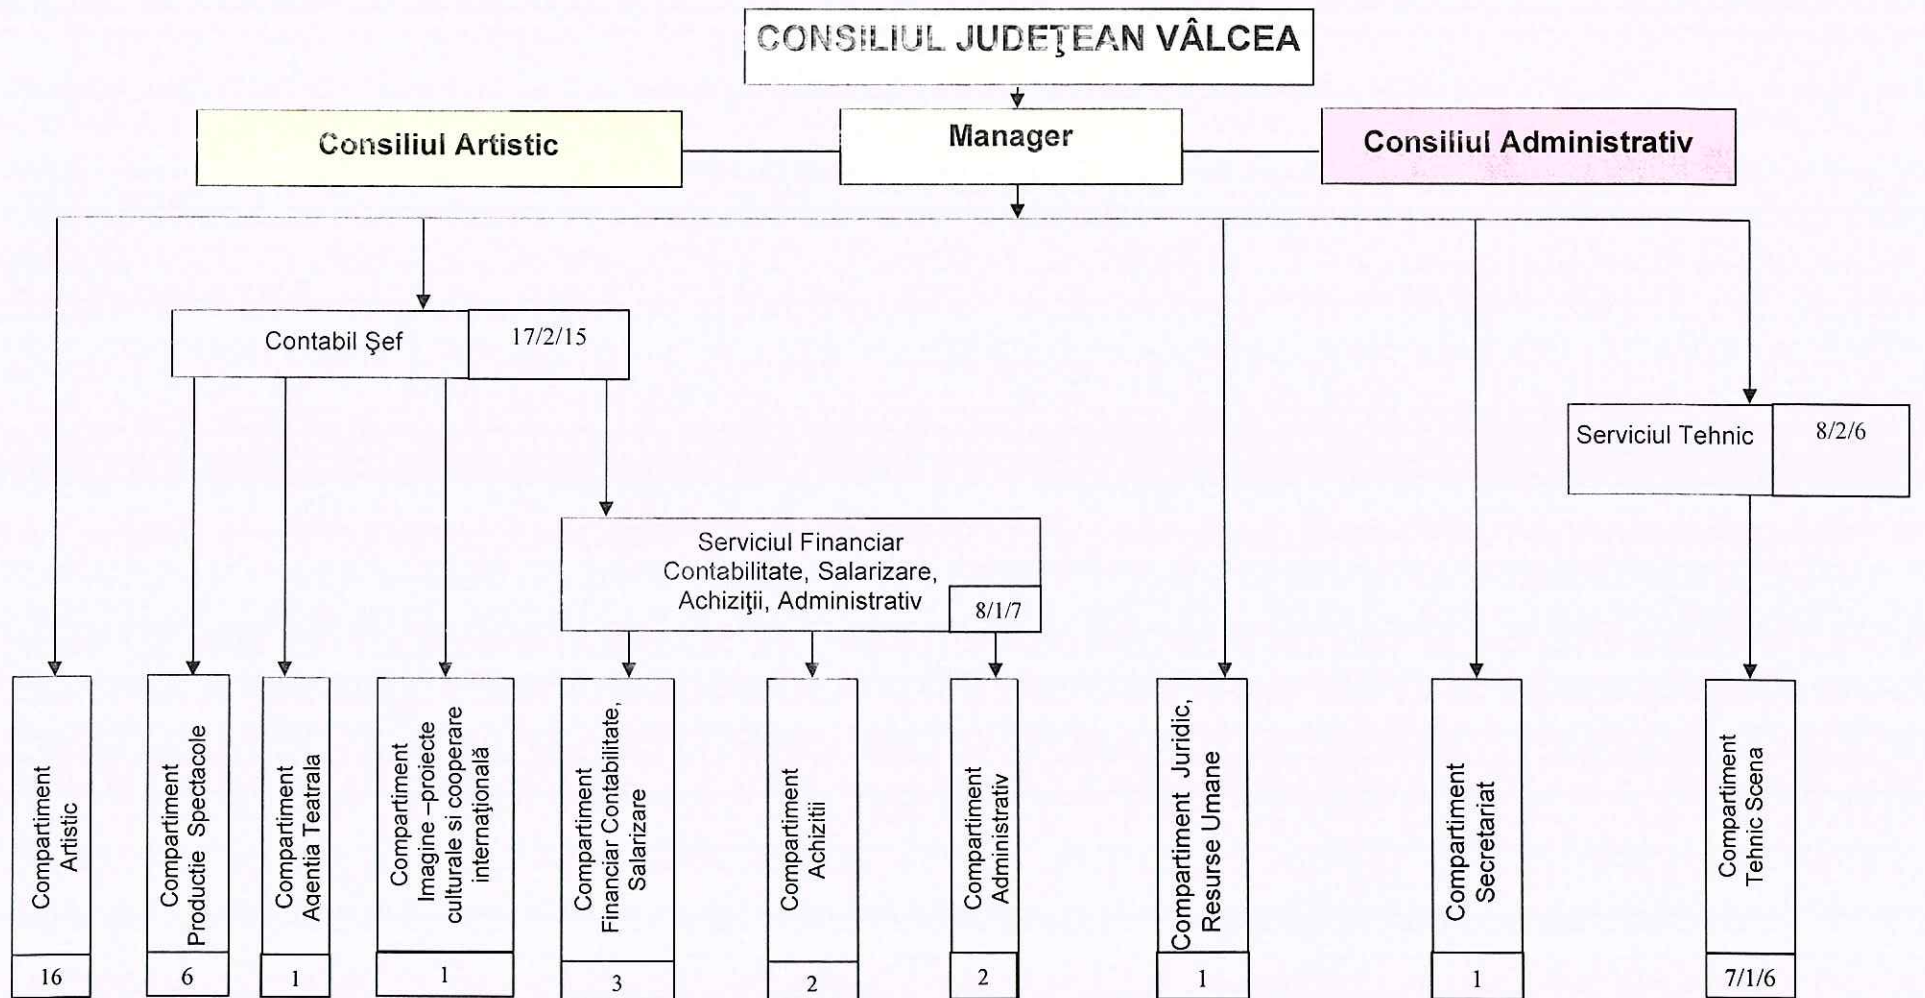 CONSILIUL JUDEŢEAN VÂLCEA
Consiliul Artistic
Manager
Consiliul Administrativ
Contabil Şef
17/2/15
Serviciul Tehnic
8/2/6
Serviciul Financiar
Contabilitate, Salarizare,
Achiziţii, Administrativ
8/1/7
Compartiment
Artistic
16
Compartiment
Productie Spectacole
6
Compartiment
Agentia Teatrala
1
Compartiment
Imagine –proiecte
culturale si cooperare
internaţională
1
Compartiment
Financiar Contabilitate,
Salarizare
3
Compartiment
Achizitii
2
Compartiment
Administrativ
2
Compartiment Juridic,
Resurse Umane
1
Compartiment
Secretariat
1
Compartiment
Tehnic Scena
7/1/6